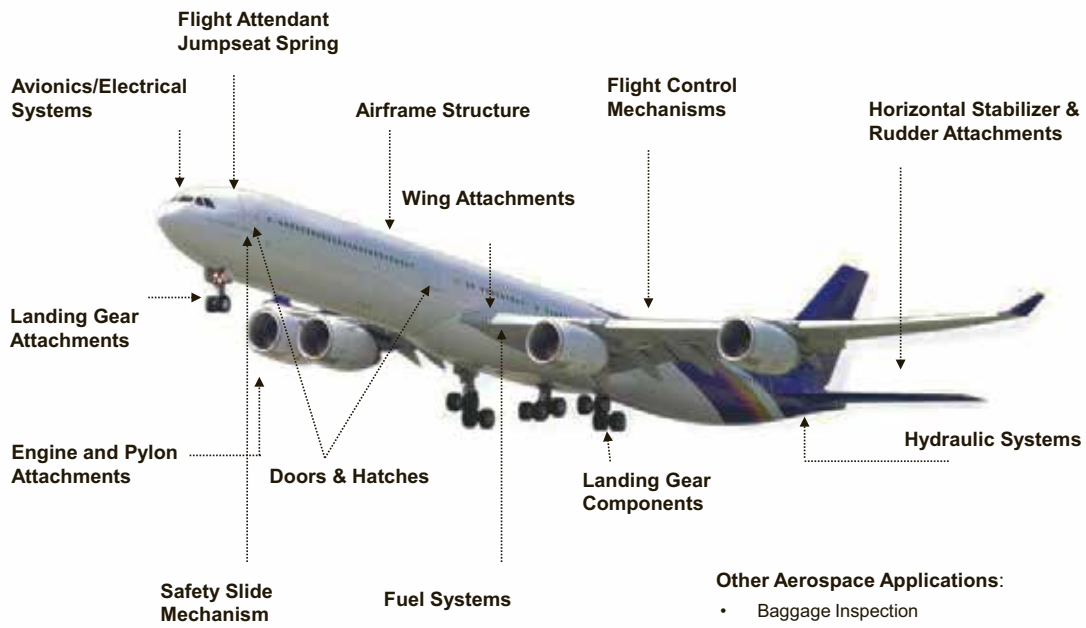 Flight Attendant
Jumpseat Spring
Avionics/Electrical
Systems
Airframe Structure
Flight Control
Mechanisms
Horizontal Stabilizer &
Rudder Attachments
Wing Attachments
Landing Gear
Attachments
Engine and Pylon
Attachments
Doors & Hatches
Landing Gear
Components
Hydraulic Systems
Safety Slide
Mechanism
Fuel Systems
Other Aerospace Applications:
• Baggage Inspection